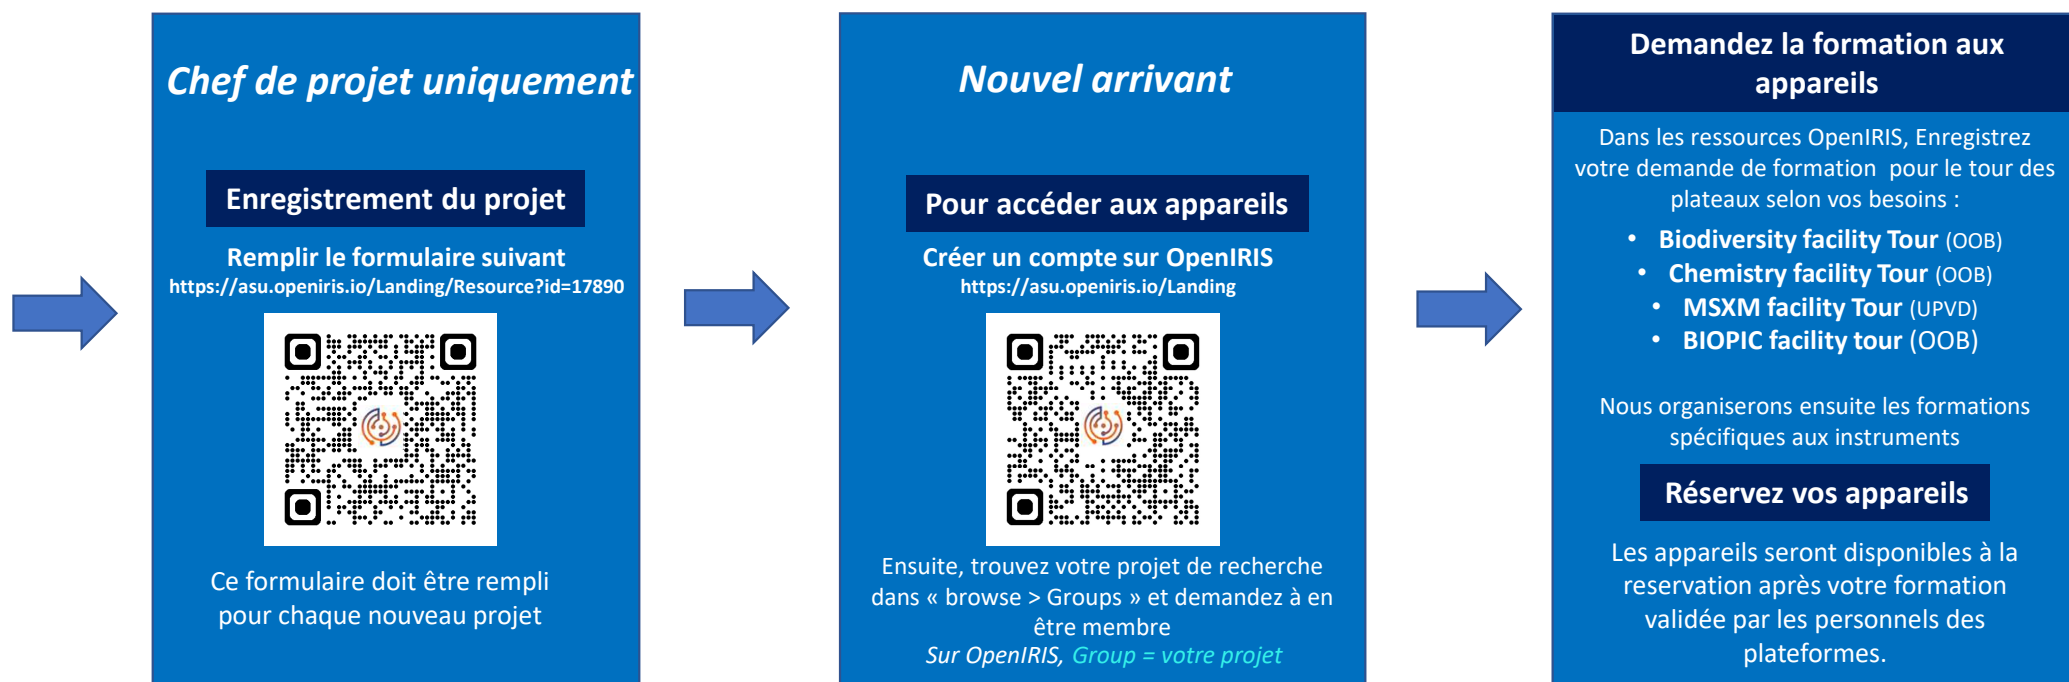 Chef de projet uniquement
Enregistrement du projet
Remplir le formulaire suivant
https://asu.openiris.io/Landing/Resource?id=17890
Ce formulaire doit être rempli
pour chaque nouveau projet
Nouvel arrivant
Pour accéder aux appareils
Créer un compte sur OpenIRIS
https://asu.openiris.io/Landing
Ensuite, trouvez votre projet de recherche
dans « browse > Groups » et demandez à en
être membre
Sur OpenIRIS, Group = votre projet
Demandez la formation aux
appareils
Dans les ressources OpenIRIS, Enregistrez
votre demande de formation  pour le tour des
plateaux selon vos besoins :
• Biodiversity facility Tour (OOB)
• Chemistry facility Tour (OOB)
• MSXM facility Tour (UPVD)
• BIOPIC facility tour (OOB)
Nous organiserons ensuite les formations
spécifiques aux instruments
Réservez vos appareils
Les appareils seront disponibles à la
reservation après votre formation
validée par les personnels des
plateformes.